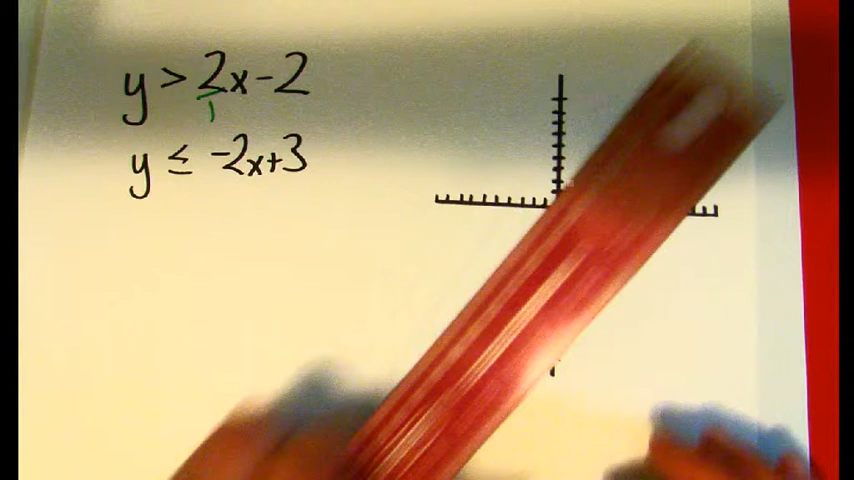 y > 2x-2
1
y ≤ -2x+3